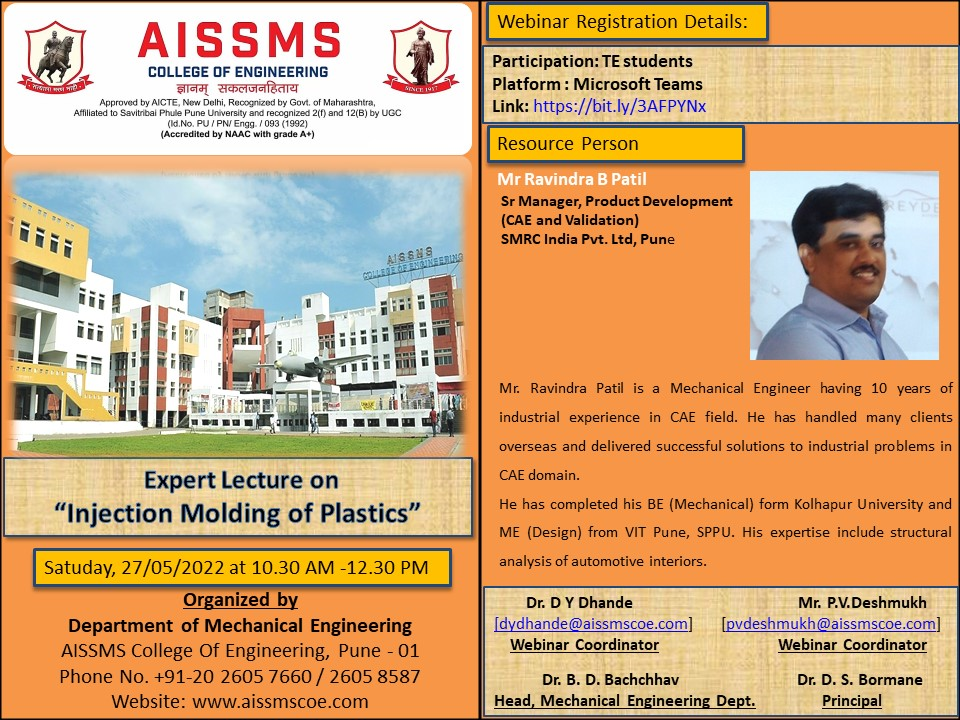 AISSMS
COLLEGE OF ENGINEERING
ज्ञानम् सकलजनहिताय
Approved by AICTE, New Delhi, Recognized by Govt. of Maharashtra,
Affiliated to Savitribai Phule Pune University and recognized 2(f) and 12(B) by UGC
(Id.No. PU / PN/ Engg. / 093 (1992)
(Accredited by NAAC with grade A+)
SINCE 1917
AISSMS
COLLEGE OF ENGINEERING
Expert Lecture on
“Injection Molding of Plastics”
Satuday, 27/05/2022 at 10.30 AM -12.30 PM
Organized by
Department of Mechanical Engineering
AISSMS College Of Engineering, Pune - 01
Phone No. +91-20 2605 7660 / 2605 8587
Website: www.aissmscoe.com
Webinar Registration Details:
Participation: TE students
Platform : Microsoft Teams
Link: https://bit.ly/3AFPYNx
Resource Person
Mr Ravindra B Patil
Sr Manager, Product Development
(CAE and Validation)
SMRC India Pvt. Ltd, Pune
REYDE
Mr. Ravindra Patil is a Mechanical Engineer having 10 years of
industrial experience in CAE field. He has handled many clients
overseas and delivered successful solutions to industrial problems in
CAE domain.
He has completed his BE (Mechanical) form Kolhapur University and
ME (Design) from VIT Pune, SPPU. His expertise include structural
analysis of automotive interiors.
Dr. D Y Dhande
[dydhande@aissmscoe.com]
Webinar Coordinator
Mr. P.V.Deshmukh
[pvdeshmukh@aissmscoe.com]
Webinar Coordinator
Dr. B. D. Bachchhav
Head, Mechanical Engineering Dept.
Dr. D. S. Bormane
Principal